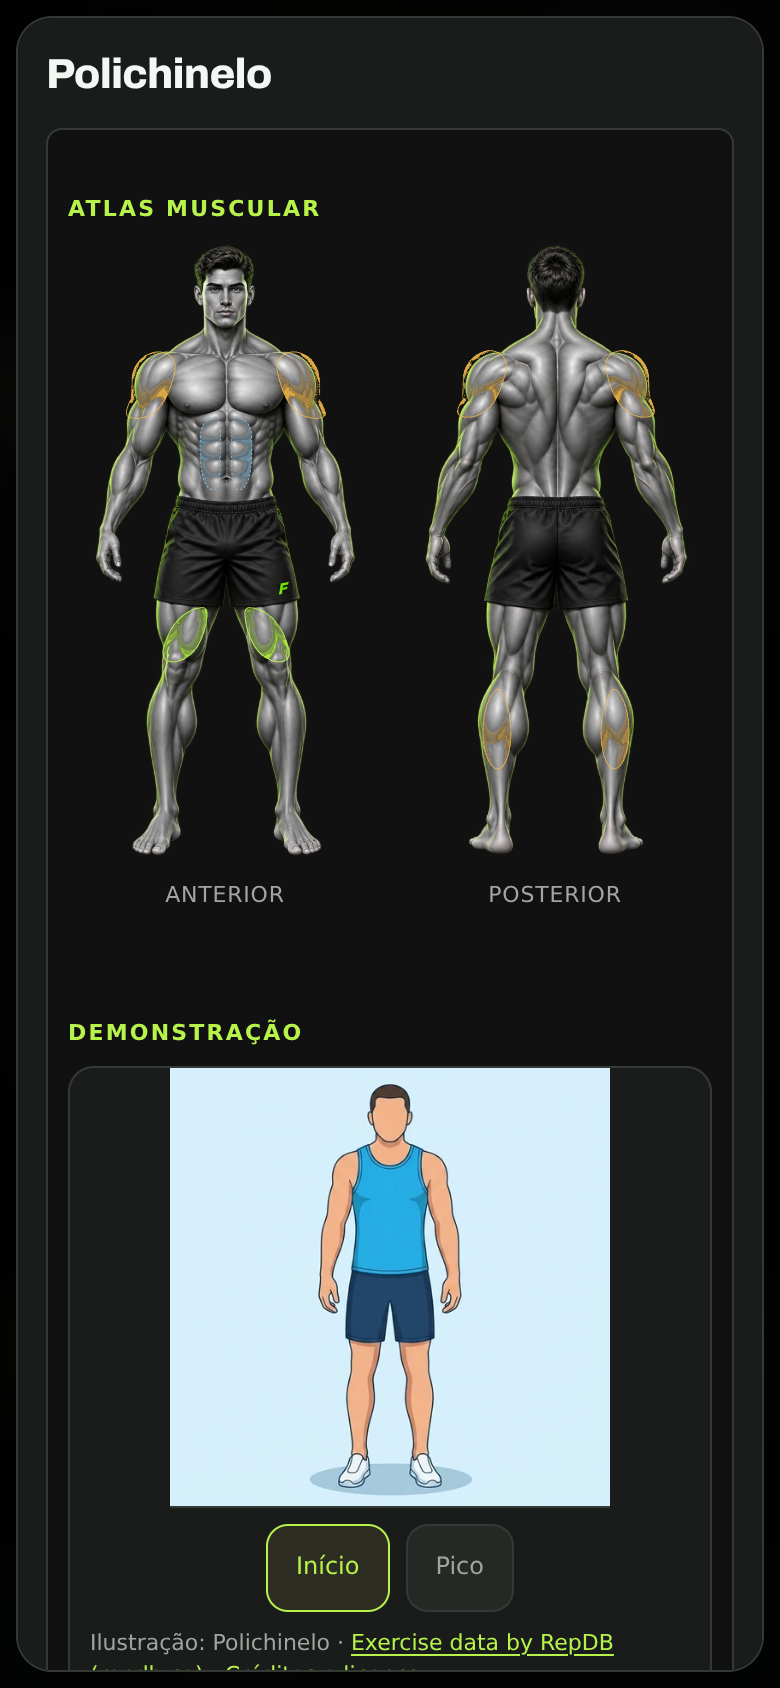 Polichinelo
ATLAS MUSCULAR
F
ANTERIOR
POSTERIOR
DEMONSTRAÇÃO
Início
Pico
Ilustração: Polichinelo · Exercise data by RepDB